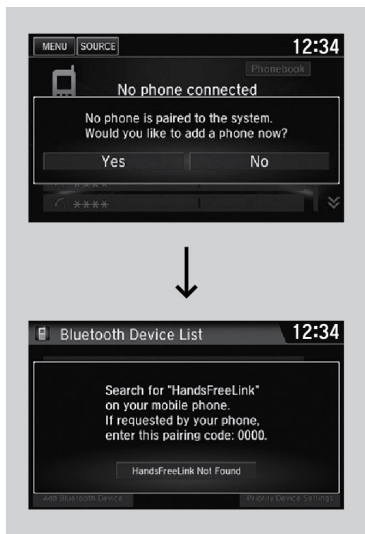 MENU SOURCE 12:34
Phonebook
No phone connected
No phone is paired to the system.
Would you like to add a phone now?
Yes No
****
****
Bluetooth Device List 12:34
Search for "HandsFreeLink"
on your mobile phone.
If requested by your phone,
enter this pairing code: 0000.
HandsFreeLink Not Found
Add Bluetooth Device Priority Device Settings